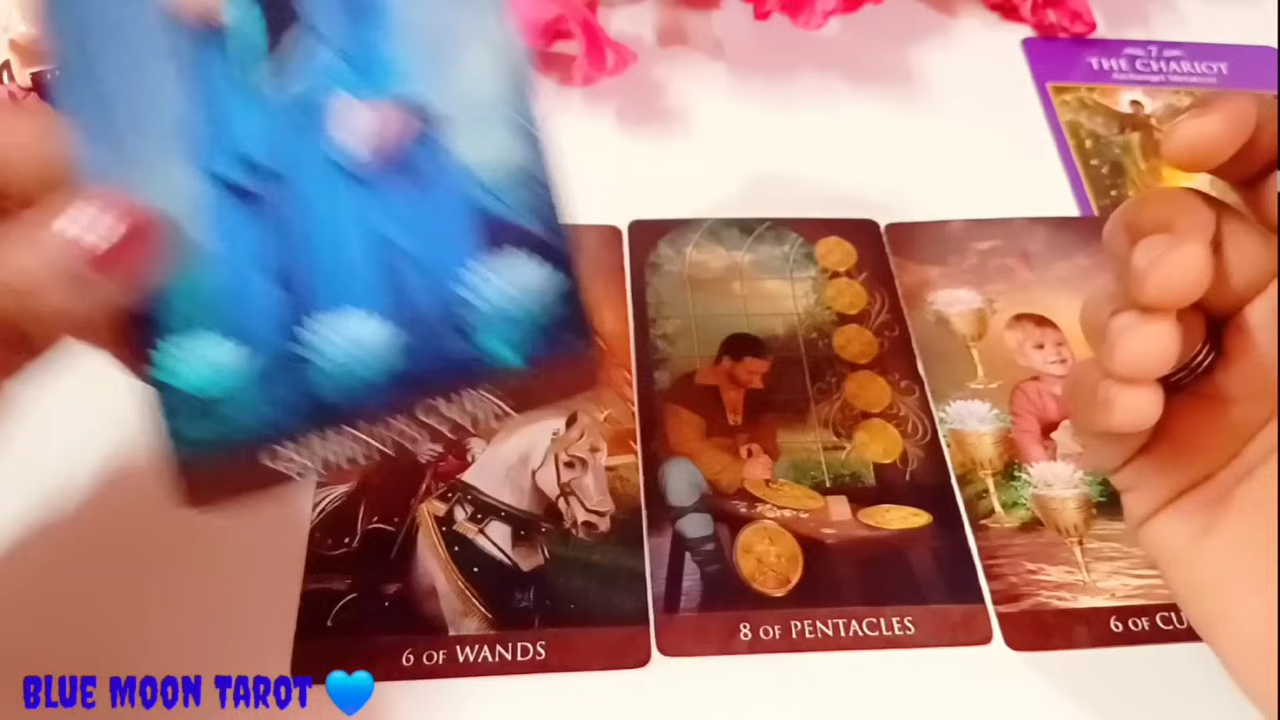 7
THE CHARIOT
Archangel Metatron
6 OF WANDS
8 OF PENTACLES
6 OF CU
BLUE MOON TAROT 💙